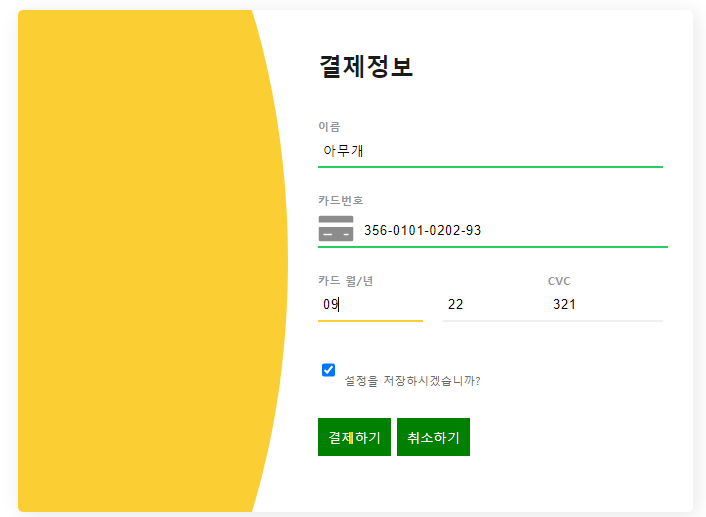 결제정보
이름
아무개
카드번호
356-0101-0202-93
카드 월/년 CVC
09 22 321
설정을 저장하시겠습니까?
결제하기 취소하기